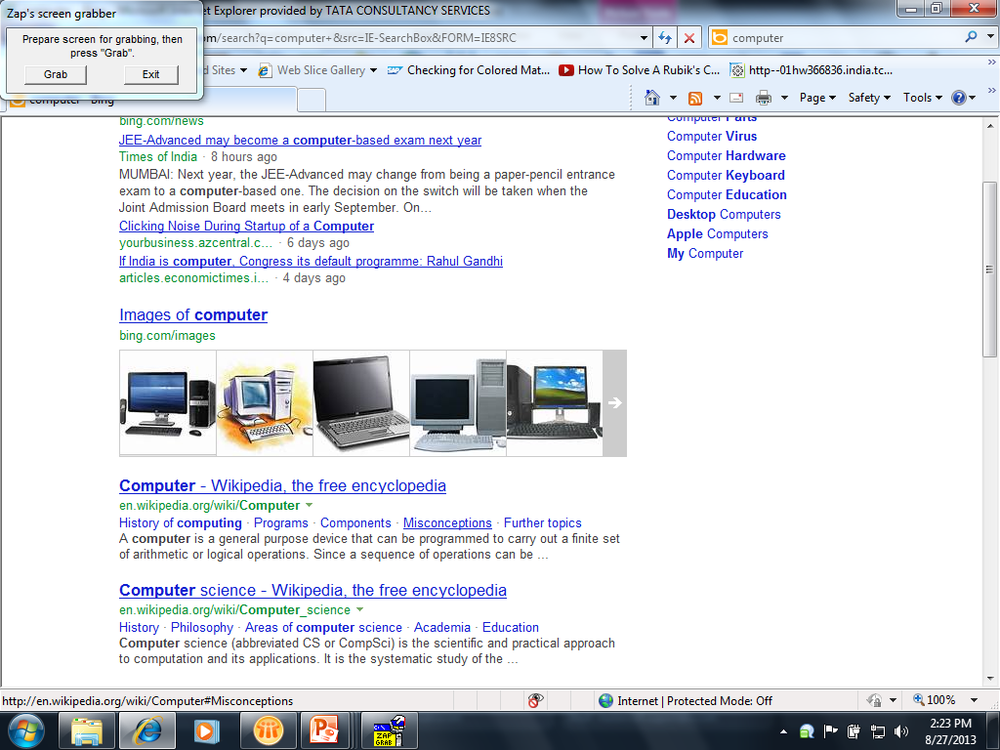 Zap's screen grabber
et Explorer provided by TATA CONSULTANCY SERVICES
Prepare screen for grabbing, then
press "Grab".
Grab Exit
om/search?q=computer+&src=IE-SearchBox&FORM=IE8SRC
computer
d Sites Web Slice Gallery Checking for Colored Mat... How To Solve A Rubik's C... http--01hw366836.india.tc...
computer - Bing
Page Safety Tools
bing.com/news
JEE-Advanced may become a computer-based exam next year
Times of India · 8 hours ago
MUMBAI: Next year, the JEE-Advanced may change from being a paper-pencil entrance
exam to a computer-based one. The decision on the switch will be taken when the
Joint Admission Board meets in early September. On…
Clicking Noise During Startup of a Computer
yourbusiness.azcentral.c… · 6 days ago
If India is computer, Congress its default programme: Rahul Gandhi
articles.economictimes.i… · 4 days ago
Images of computer
bing.com/images
Computer - Wikipedia, the free encyclopedia
en.wikipedia.org/wiki/Computer
History of computing · Programs · Components · Misconceptions · Further topics
A computer is a general purpose device that can be programmed to carry out a finite set
of arithmetic or logical operations. Since a sequence of operations can be …
Computer science - Wikipedia, the free encyclopedia
en.wikipedia.org/wiki/Computer_science
History · Philosophy · Areas of computer science · Academia · Education
Computer science (abbreviated CS or CompSci) is the scientific and practical approach
to computation and its applications. It is the systematic study of the …
Computer Parts
Computer Virus
Computer Hardware
Computer Keyboard
Computer Education
Desktop Computers
Apple Computers
My Computer
http://en.wikipedia.org/wiki/Computer#Misconceptions
Internet | Protected Mode: Off
100%
ZAP
GRAB
2:23 PM
8/27/2013